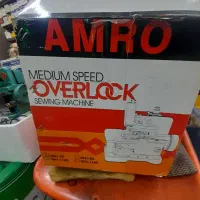 AMRO
MEDIUM SPEED
OVERLOCK
SEWING MACHINE